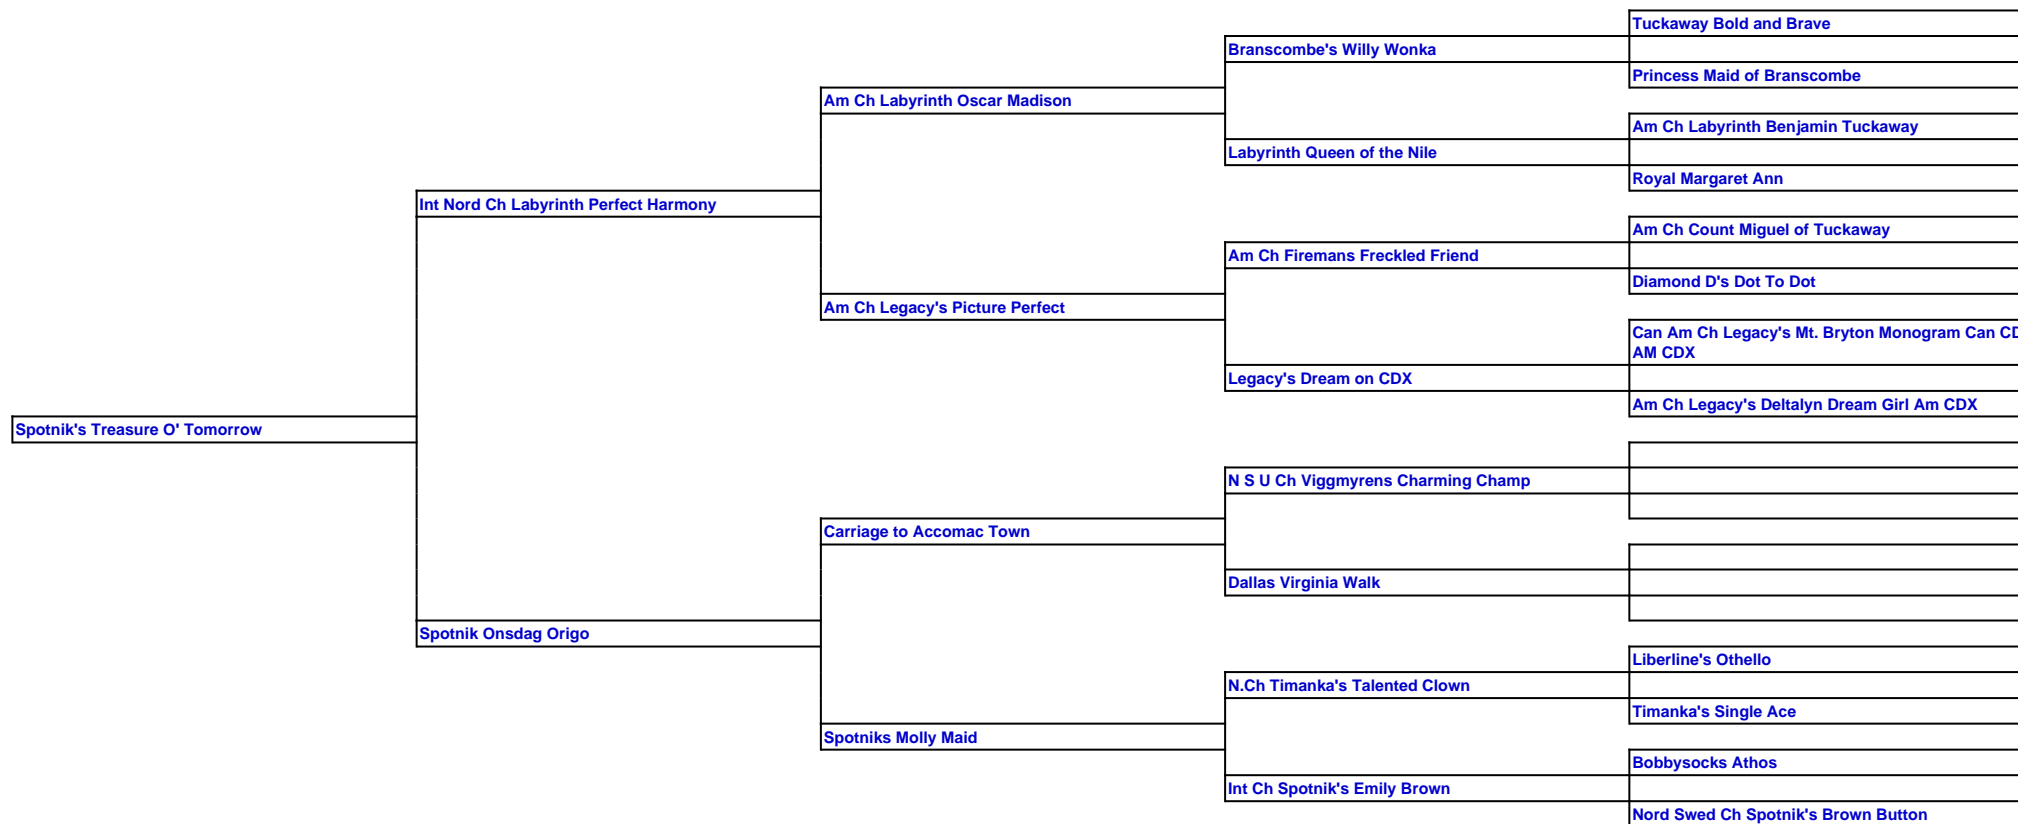 Tuckaway Bold and Brave
Branscombe's Willy Wonka
Princess Maid of Branscombe
Am Ch Labyrinth Oscar Madison
Am Ch Labyrinth Benjamin Tuckaway
Labyrinth Queen of the Nile
Royal Margaret Ann
Int Nord Ch Labyrinth Perfect Harmony
Am Ch Count Miguel of Tuckaway
Am Ch Firemans Freckled Friend
Diamond D's Dot To Dot
Am Ch Legacy's Picture Perfect
Can Am Ch Legacy's Mt. Bryton Monogram Can CD
AM CDX
Legacy's Dream on CDX
Am Ch Legacy's Deltalyn Dream Girl Am CDX
Spotnik's Treasure O' Tomorrow
N S U Ch Viggmyrens Charming Champ
Carriage to Accomac Town
Dallas Virginia Walk
Spotnik Onsdag Origo
Liberline's Othello
N.Ch Timanka's Talented Clown
Timanka's Single Ace
Spotniks Molly Maid
Bobbysocks Athos
Int Ch Spotnik's Emily Brown
Nord Swed Ch Spotnik's Brown Button